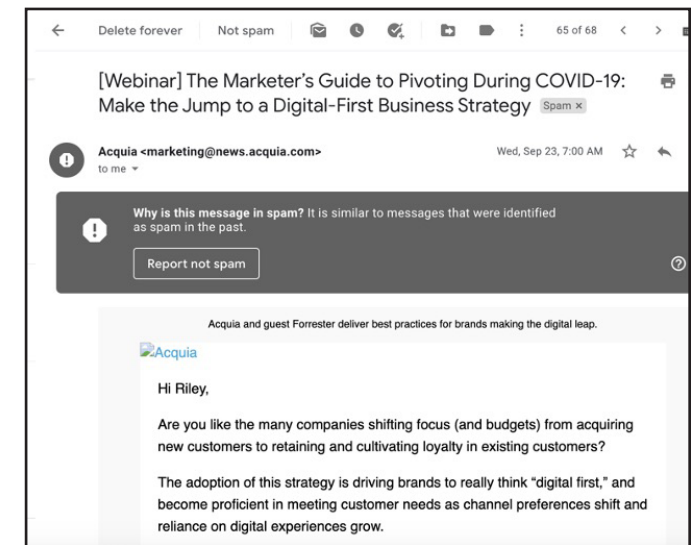 Delete forever Not spam 65 of 68
[Webinar] The Marketer's Guide to Pivoting During COVID-19:
Make the Jump to a Digital-First Business Strategy Spam ×
Acquia <marketing@news.acquia.com> Wed, Sep 23, 7:00 AM
to me
Why is this message in spam? It is similar to messages that were identified
as spam in the past.
Report not spam
Acquia and guest Forrester deliver best practices for brands making the digital leap.
Acquia
Hi Riley,
Are you like the many companies shifting focus (and budgets) from acquiring
new customers to retaining and cultivating loyalty in existing customers?
The adoption of this strategy is driving brands to really think “digital first,” and
become proficient in meeting customer needs as channel preferences shift and
reliance on digital experiences grow.